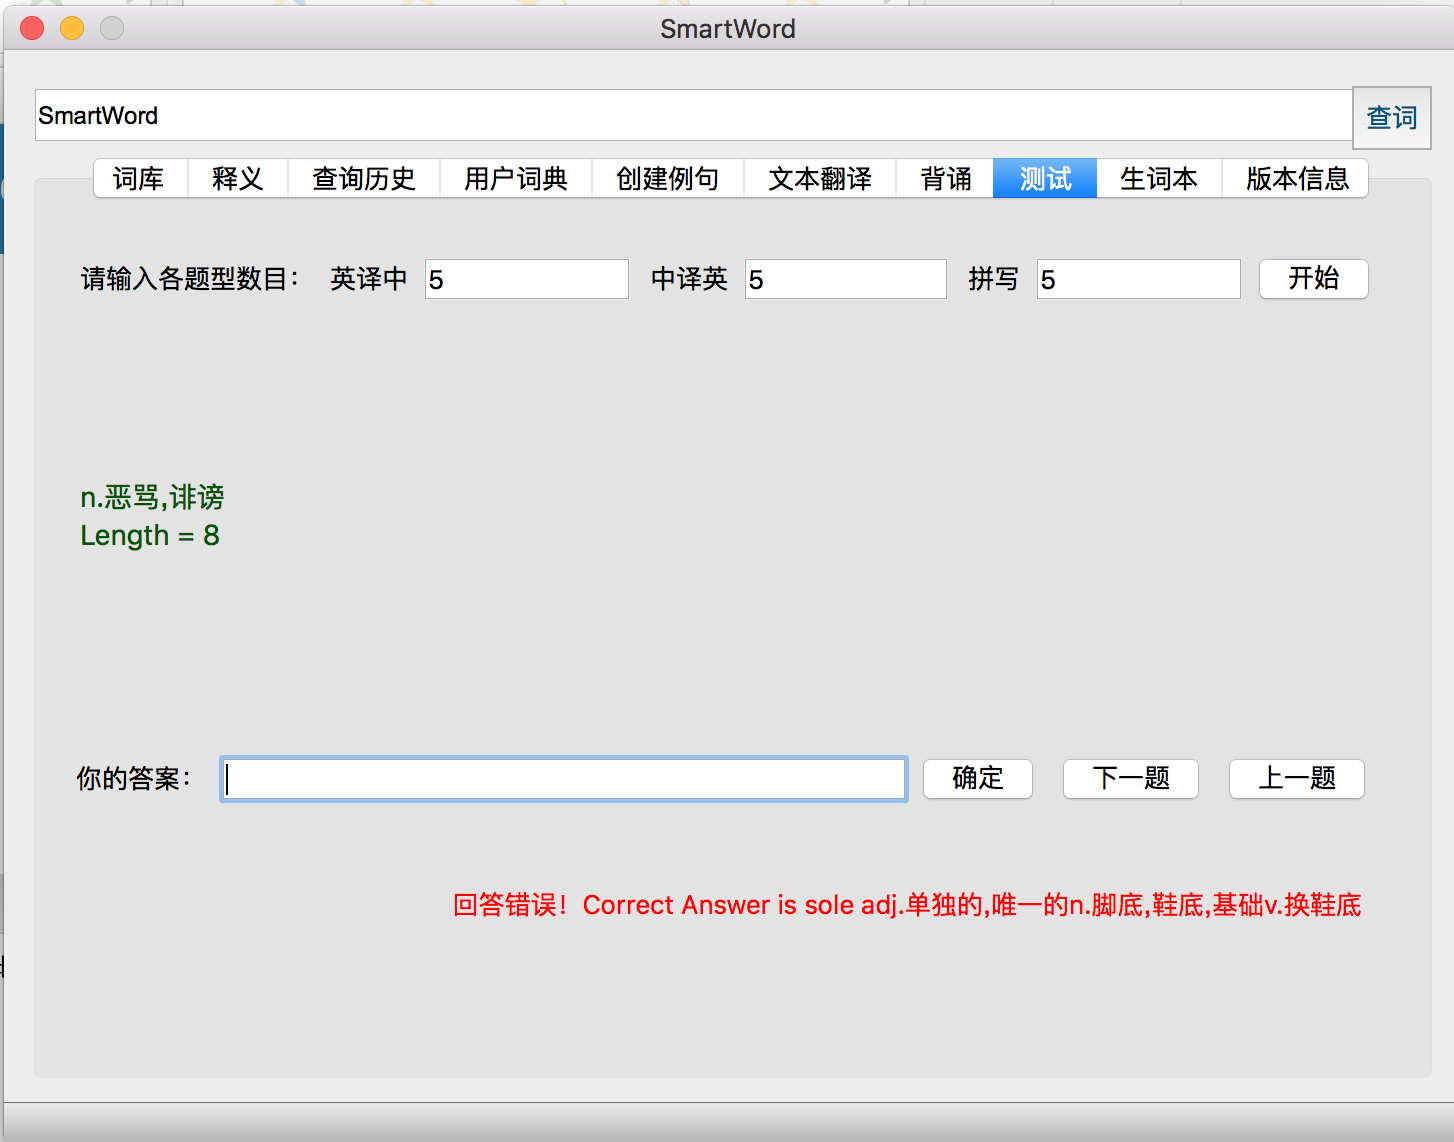 SmartWord
SmartWord 查词
词库 释义 查询历史 用户词典 创建例句 文本翻译 背诵 测试 生词本 版本信息
请输入各题型数目： 英译中 5 中译英 5 拼写 5 开始
n.恶骂,诽谤
Length = 8
你的答案： 确定 下一题 上一题
回答错误！Correct Answer is sole adj.单独的,唯一的n.脚底,鞋底,基础v.换鞋底